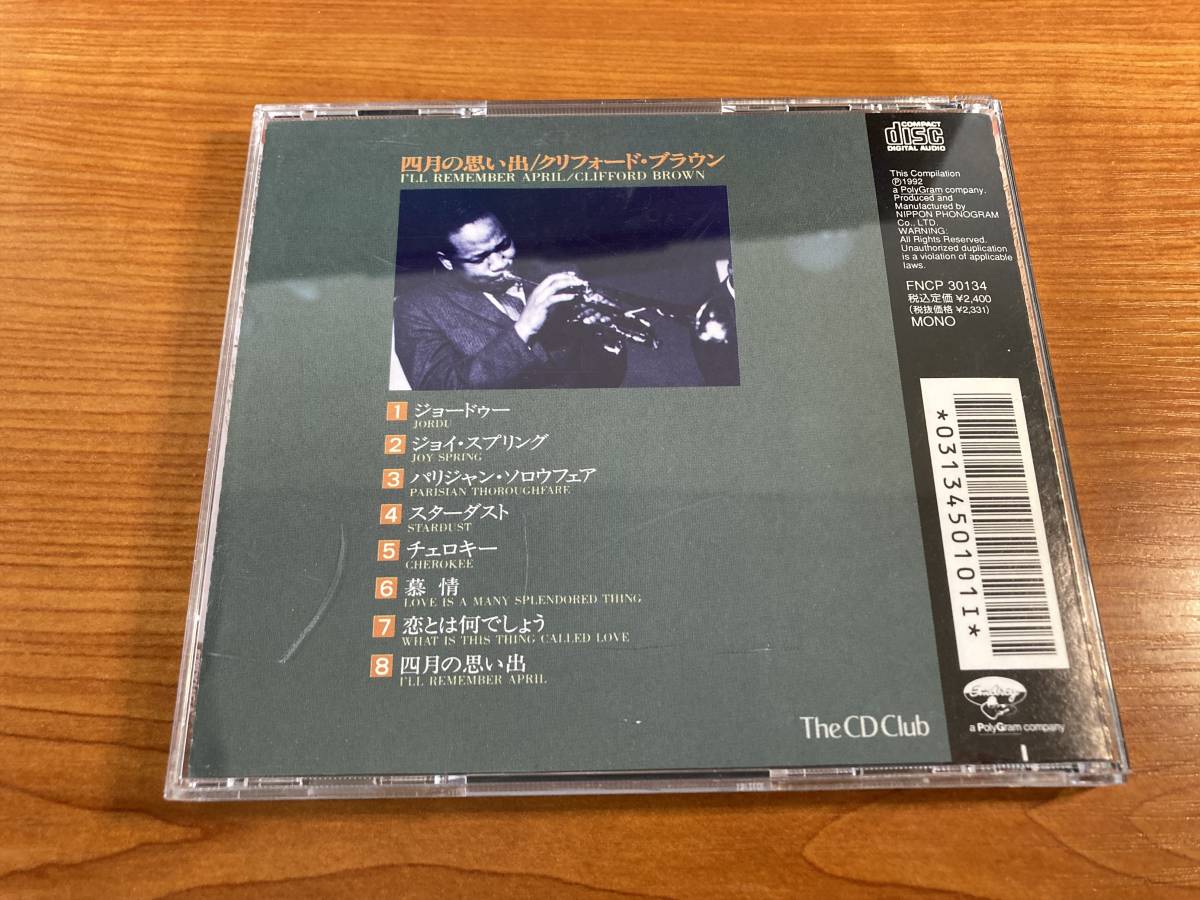 四月の思い出/クリフォード・ブラウン
I'LL REMEMBER APRIL/CLIFFORD BROWN
1 ジョードゥー
JORDU
2 ジョイ・スプリング
JOY SPRING
3 パリジャン・ソロウフェア
PARISIAN THOROUGHFARE
4 スターダスト
STARDUST
5 チェロキー
CHEROKEE
6 慕情
LOVE IS A MANY SPLENDORED THING
7 恋とは何でしょう
WHAT IS THIS THING CALLED LOVE
8 四月の思い出
I'LL REMEMBER APRIL
The CD Club
COMPACT
disc
DIGITAL AUDIO
This Compilation
℗1992
a PolyGram company.
Produced and
Manufactured by
NIPPON PHONOGRAM
Co., LTD.
WARNING:
All Rights Reserved.
Unauthorized duplication
is a violation of applicable
laws.
FNCP 30134
税込定価 ¥2,400
(税抜価格 ¥2,331)
MONO
*0313450101I*
EmArcy
a PolyGram company
I